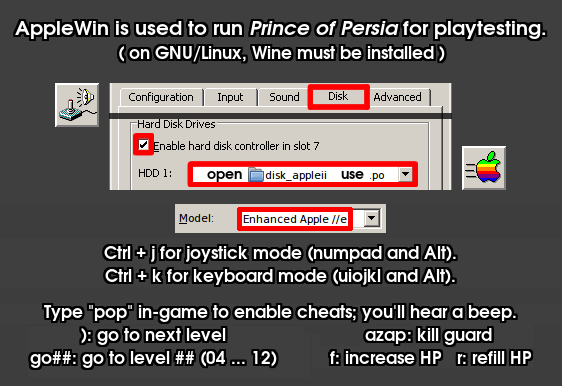 AppleWin is used to run Prince of Persia for playtesting.
( on GNU/Linux, Wine must be installed )
Configuration Input Sound Disk Advanced
Hard Disk Drives
Enable hard disk controller in slot 7
HDD 1: open disk_appleii use .po
Model: Enhanced Apple //e
Ctrl + j for joystick mode (numpad and Alt).
Ctrl + k for keyboard mode (uiojkl and Alt).
Type "pop" in-game to enable cheats; you'll hear a beep.
): go to next level azap: kill guard
go##: go to level ## (04 ... 12) f: increase HP r: refill HP